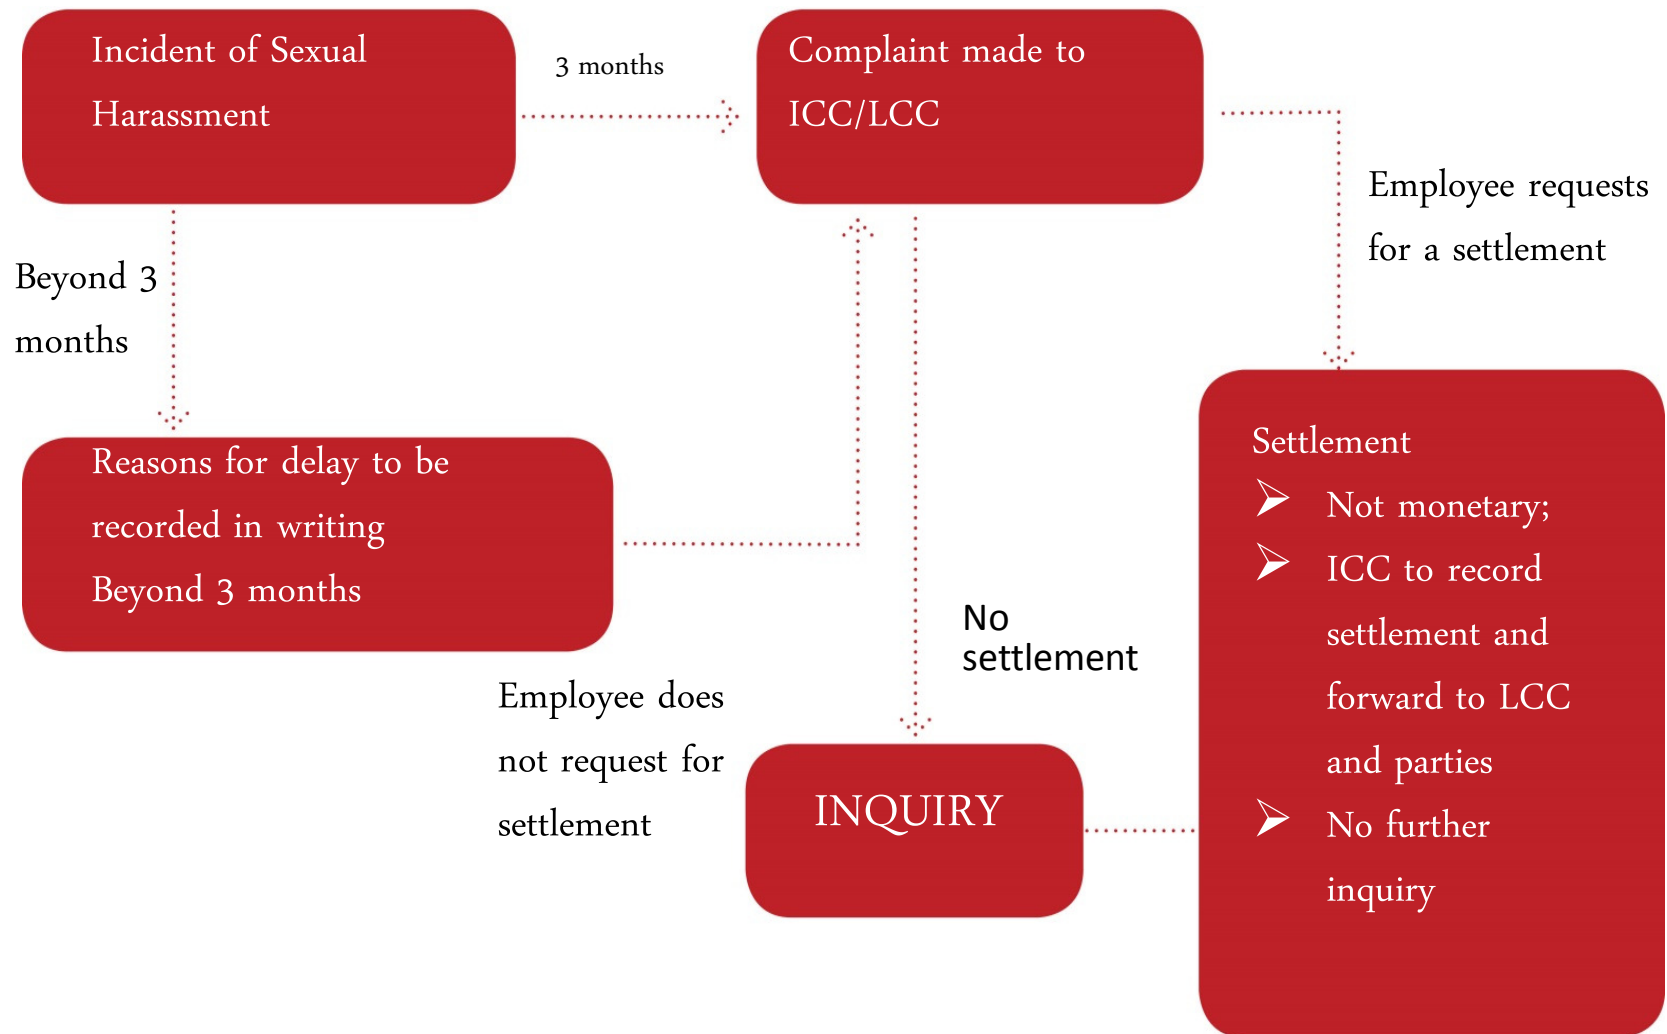 Incident of Sexual
Harassment
3 months
Complaint made to
ICC/LCC
Employee requests
for a settlement
Beyond 3
months
Reasons for delay to be
recorded in writing
Beyond 3 months
Settlement
➢ Not monetary;
➢ ICC to record
settlement and
forward to LCC
and parties
➢ No further
inquiry
No
settlement
Employee does
not request for
settlement
INQUIRY